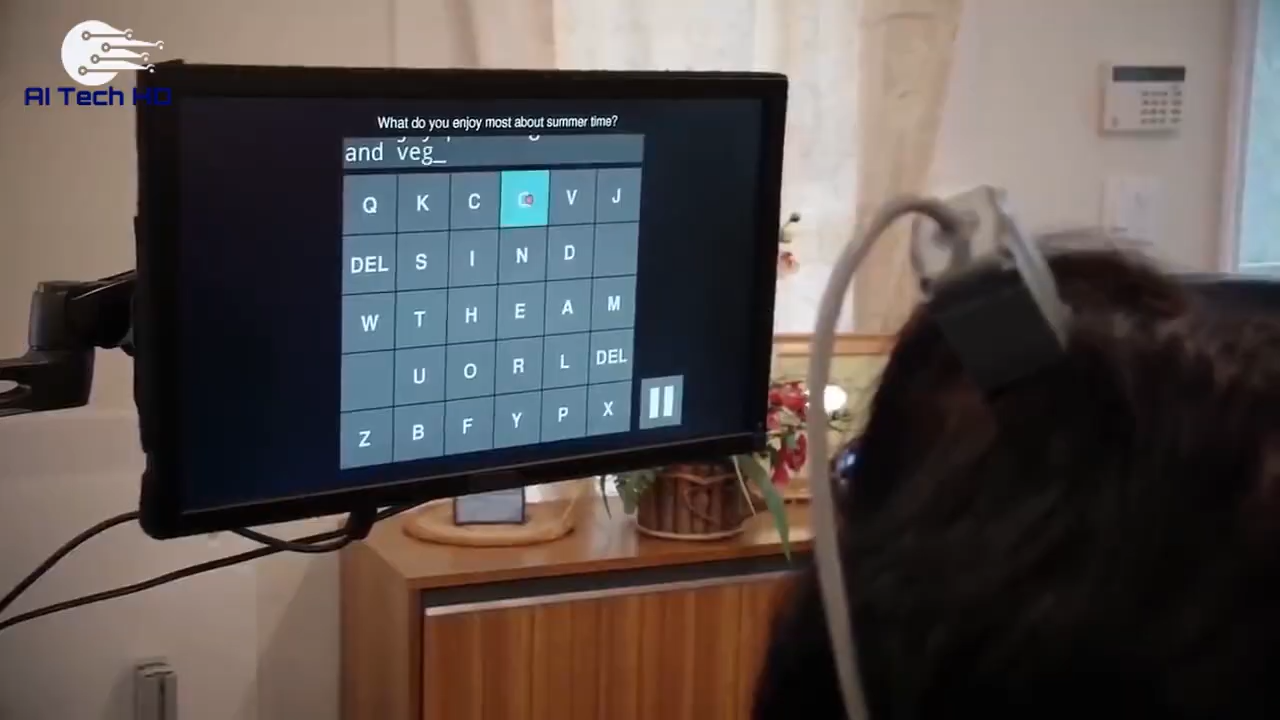 AI Tech HD
What do you enjoy most about summer time?
and veg_
Q K C G V J
DEL S I N D
W T H E A M
U O R L DEL
Z B F Y P X